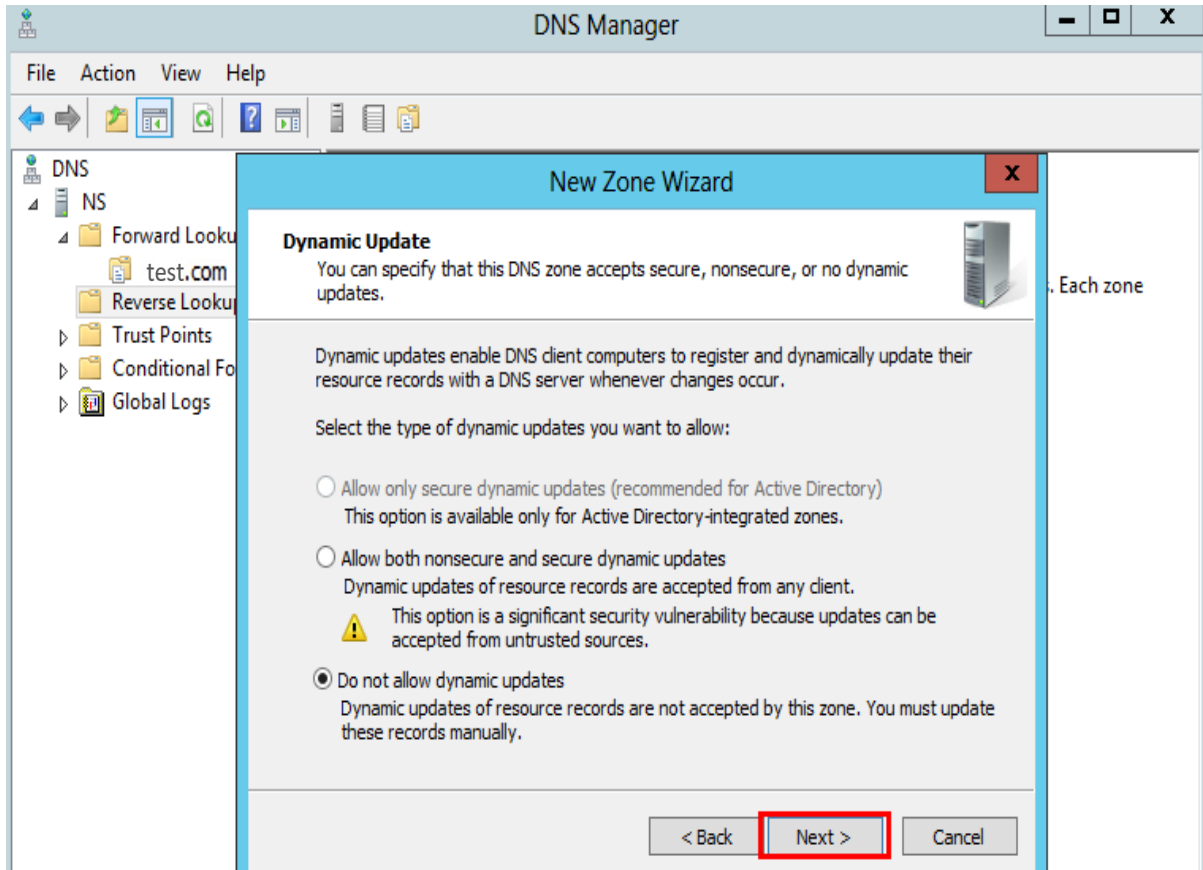 DNS Manager
File Action View Help
DNS
NS
Forward Looku
test.com
Reverse Looku
Trust Points
Conditional Fo
Global Logs
. Each zone
New Zone Wizard
X
Dynamic Update
You can specify that this DNS zone accepts secure, nonsecure, or no dynamic
updates.
Dynamic updates enable DNS client computers to register and dynamically update their
resource records with a DNS server whenever changes occur.
Select the type of dynamic updates you want to allow:
Allow only secure dynamic updates (recommended for Active Directory)
This option is available only for Active Directory-integrated zones.
Allow both nonsecure and secure dynamic updates
Dynamic updates of resource records are accepted from any client.
This option is a significant security vulnerability because updates can be
accepted from untrusted sources.
Do not allow dynamic updates
Dynamic updates of resource records are not accepted by this zone. You must update
these records manually.
< Back Next > Cancel